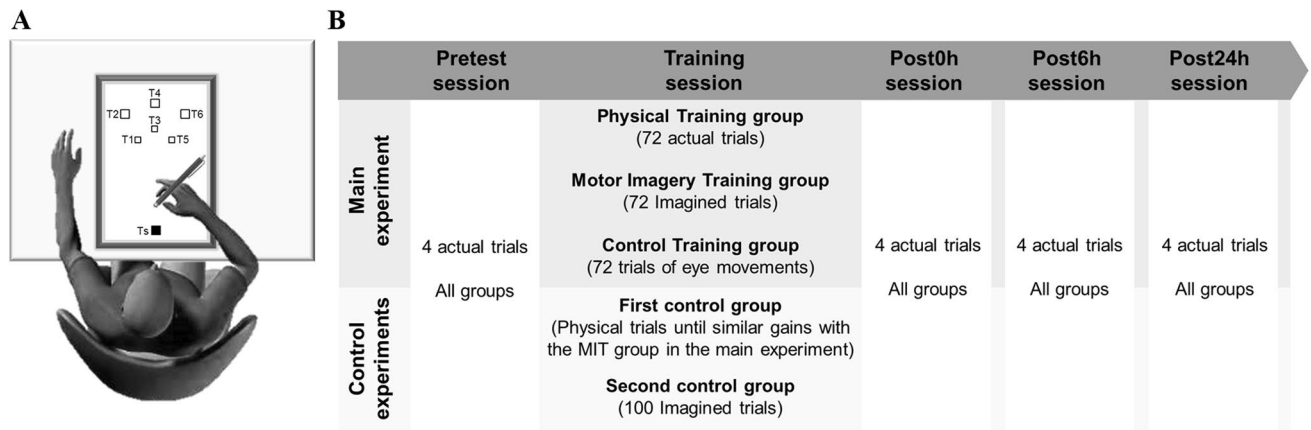 A
T4
T2
T6
T3
T1
T5
Ts
B
Pretest session
Training session
Post0h session
Post6h session
Post24h session
Main experiment
Control experiments
4 actual trials
All groups
Physical Training group
(72 actual trials)
Motor Imagery Training group
(72 Imagined trials)
Control Training group
(72 trials of eye movements)
First control group
(Physical trials until similar gains with
the MIT group in the main experiment)
Second control group
(100 Imagined trials)
4 actual trials
All groups
4 actual trials
All groups
4 actual trials
All groups